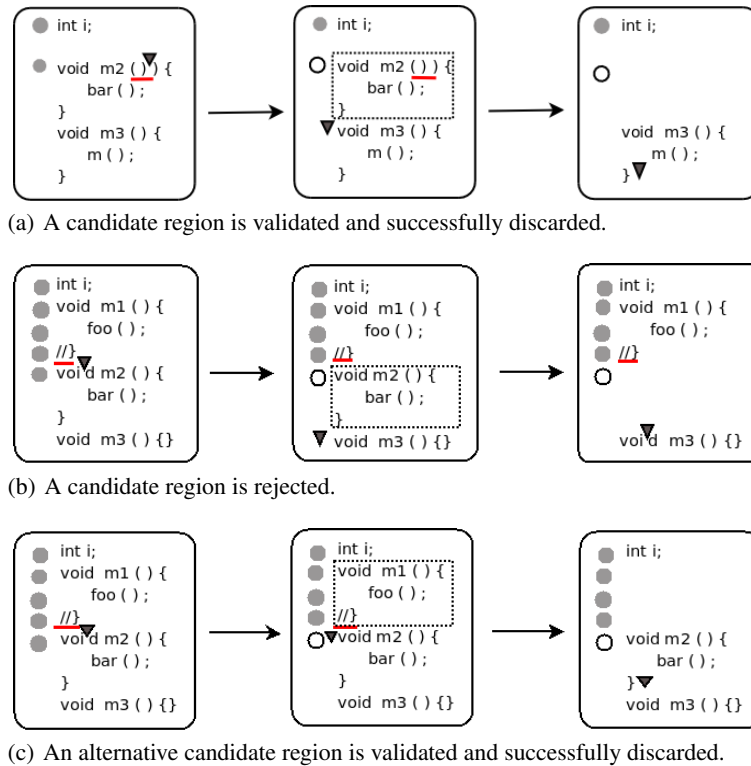 int i;
void m2 ( ) ) {
bar ( ) ;
}
void m3 ( ) {
m ( ) ;
}
int i;
void m2 ( ) ) {
bar ( ) ;
}
void m3 ( ) {
m ( ) ;
}
int i;
void m3 ( ) {
m ( ) ;
}
(a) A candidate region is validated and successfully discarded.
int i;
void m1 ( ) {
foo ( ) ;
//}
void m2 ( ) {
bar ( ) ;
}
void m3 ( ) {}
int i;
void m1 ( ) {
foo ( ) ;
//}
void m2 ( ) {
bar ( ) ;
}
void m3 ( ) {}
int i;
void m1 ( ) {
foo ( ) ;
//}
void m3 ( ) {}
(b) A candidate region is rejected.
int i;
void m1 ( ) {
foo ( ) ;
//}
void m2 ( ) {
bar ( ) ;
}
void m3 ( ) {}
int i;
void m1 ( ) {
foo ( ) ;
//}
void m2 ( ) {
bar ( ) ;
}
void m3 ( ) {}
int i;
void m2 ( ) {
bar ( ) ;
}
void m3 ( ) {}
(c) An alternative candidate region is validated and successfully discarded.